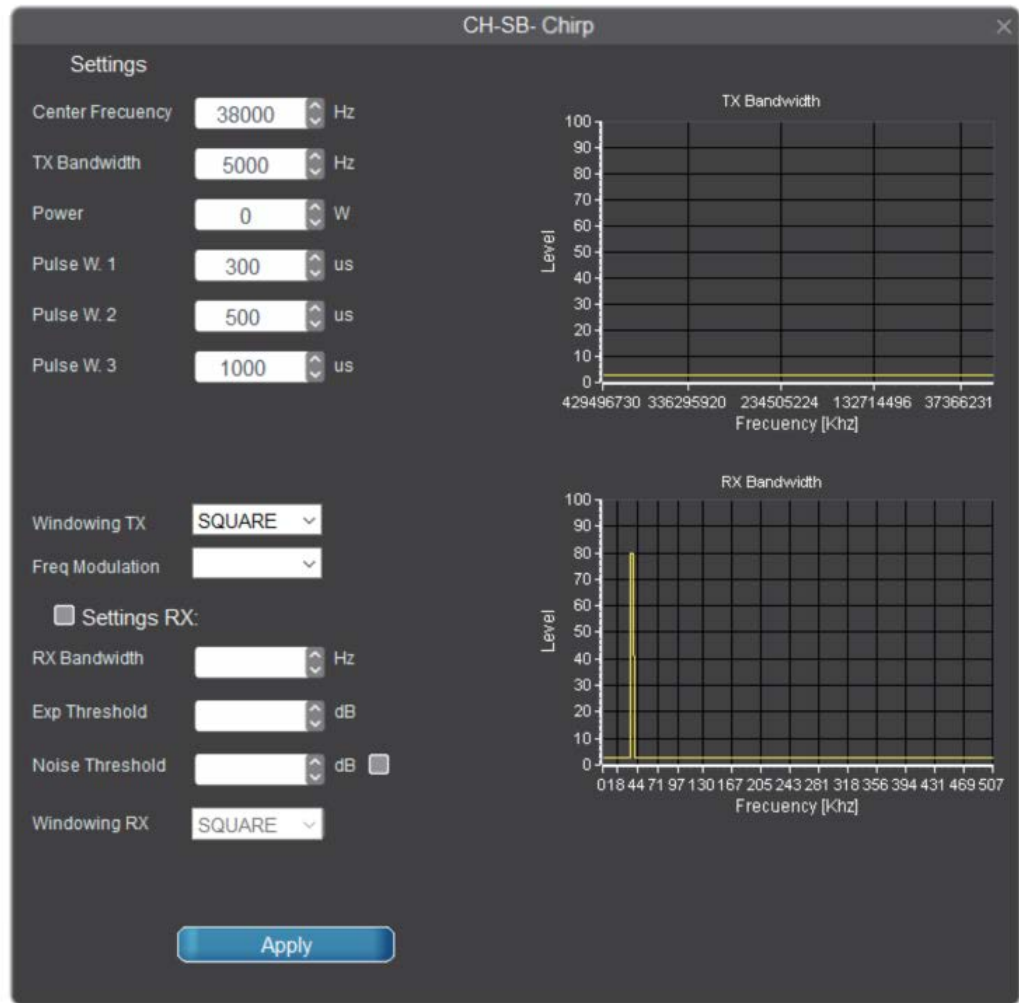 CH-SB- Chirp
Settings
Center Frecuency 38000 Hz
TX Bandwidth 5000 Hz
Power 0 W
Pulse W. 1 300 us
Pulse W. 2 500 us
Pulse W. 3 1000 us
Windowing TX SQUARE
Freq Modulation
Settings RX:
RX Bandwidth Hz
Exp Threshold dB
Noise Threshold dB
Windowing RX SQUARE
Apply
TX Bandwidth
100
90
80
70
60
50
40
30
20
10
0
Level
429496730 336295920 234505224 132714496 37366231
Frecuency [Khz]
RX Bandwidth
100
90
80
70
60
50
40
30
20
10
0
Level
0 18 44 71 97 130 167 205 243 281 318 356 394 431 469 507
Frecuency [Khz]